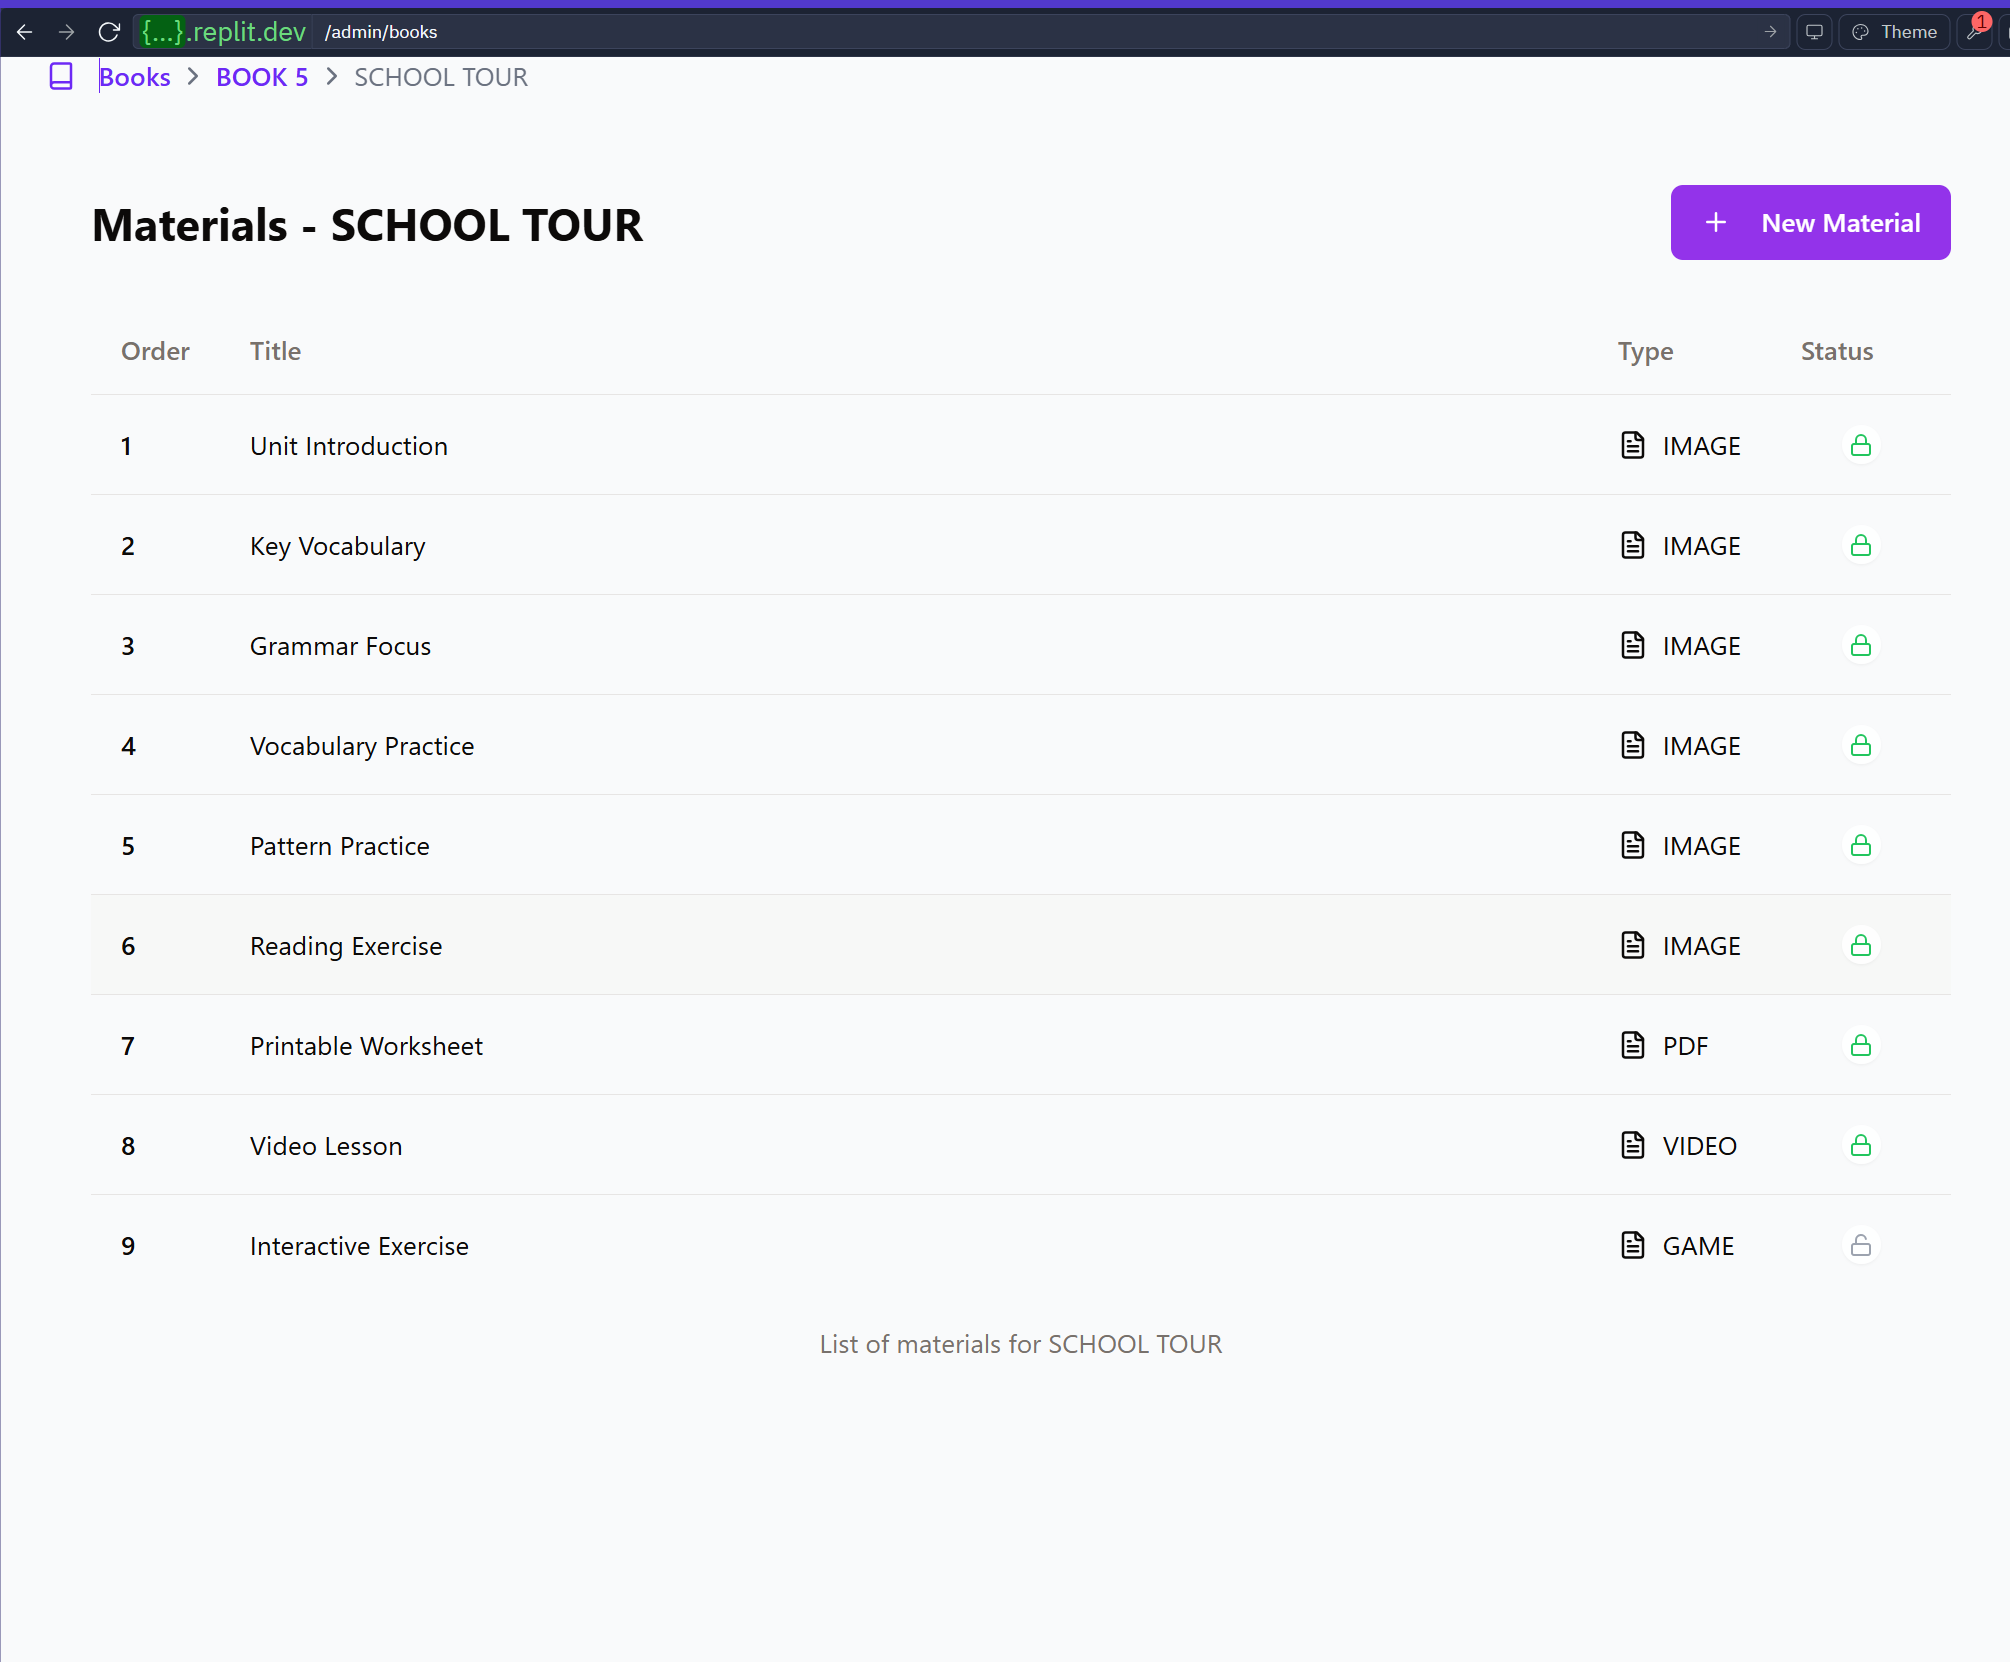 {...}.replit.dev /admin/books Theme 1
Books > BOOK 5 > SCHOOL TOUR
Materials - SCHOOL TOUR
+ New Material
Order Title Type Status
1 Unit Introduction IMAGE
2 Key Vocabulary IMAGE
3 Grammar Focus IMAGE
4 Vocabulary Practice IMAGE
5 Pattern Practice IMAGE
6 Reading Exercise IMAGE
7 Printable Worksheet PDF
8 Video Lesson VIDEO
9 Interactive Exercise GAME
List of materials for SCHOOL TOUR